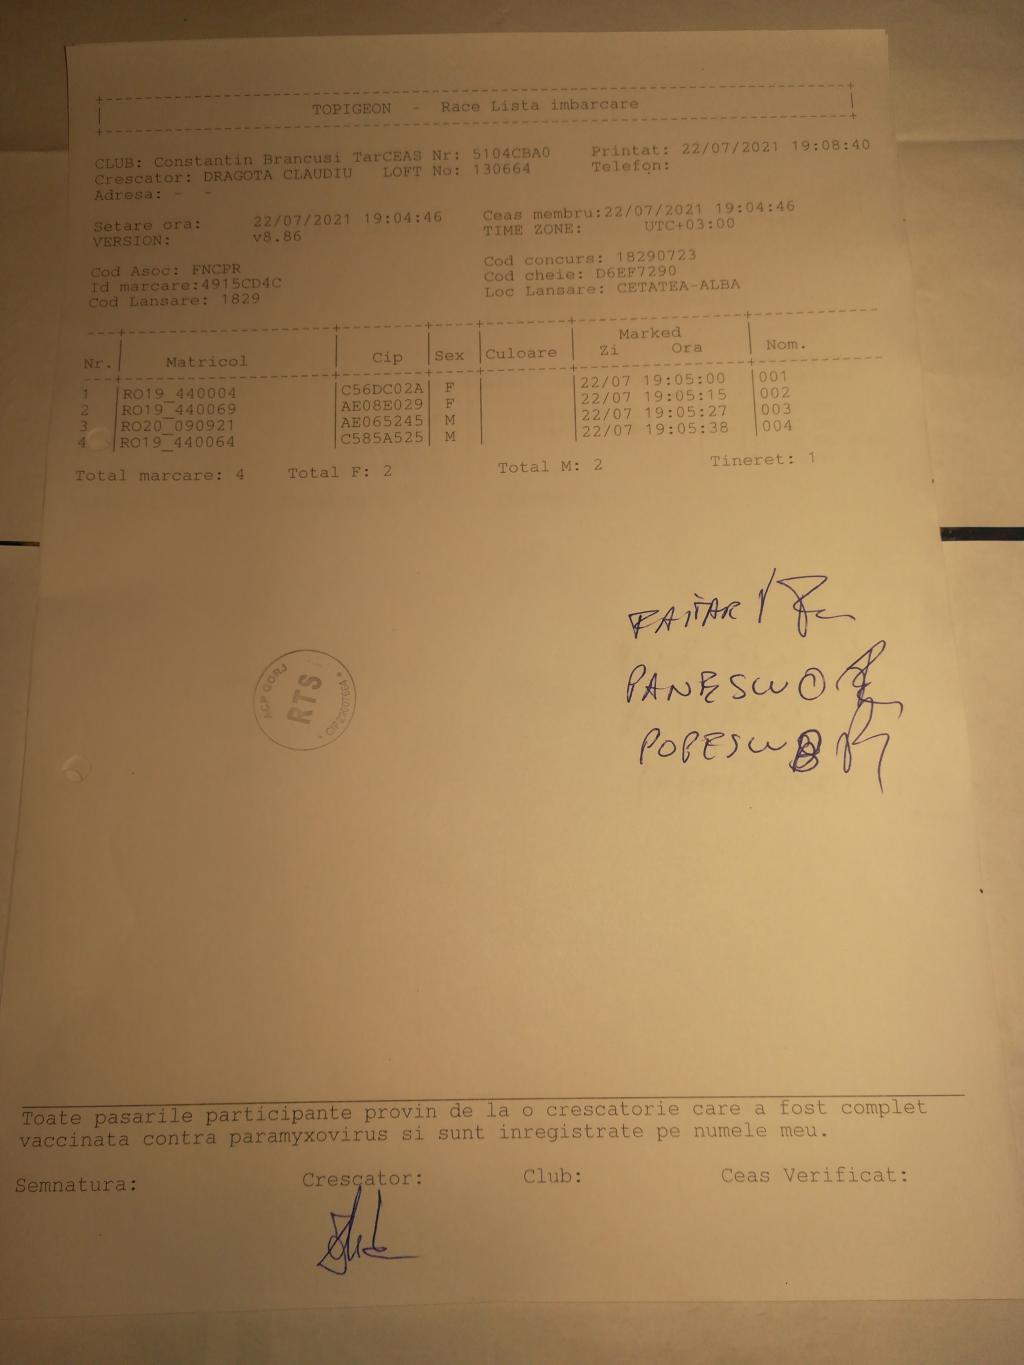 TOPIGEON - Race Lista imbarcare
CLUB: Constantin Brancusi TarCEAS Nr: 5104CBA0 Printat: 22/07/2021 19:08:40
Crescator: DRAGOTA CLAUDIU LOFT No: 130664 Telefon:
Adresa: - -
Setare ora: 22/07/2021 19:04:46 Ceas membru:22/07/2021 19:04:46
VERSION: v8.86 TIME ZONE: UTC+03:00
Cod Asoc: FNCPR Cod concurs: 18290723
Id marcare:4915CD4C Cod cheie: D6EF7290
Cod Lansare: 1829 Loc Lansare: CETATEA-ALBA
Marked
Nr. Matricol Cip Sex Culoare Zi Ora Nom.
1 RO19_440004 C56DC02A F 22/07 19:05:00 001
2 RO19_440069 AE08E029 F 22/07 19:05:15 002
3 RO20_090921 AE065245 M 22/07 19:05:27 003
4 RO19_440064 C585A525 M 22/07 19:05:38 004
Total marcare: 4 Total F: 2 Total M: 2 Tineret: 1
PANESCU O
POPESCU B
ACP GORJ
RTS
Toate pasarile participante provin de la o crescatorie care a fost complet
vaccinata contra paramyxovirus si sunt inregistrate pe numele meu.
Semnatura: Crescator: Club: Ceas Verificat: